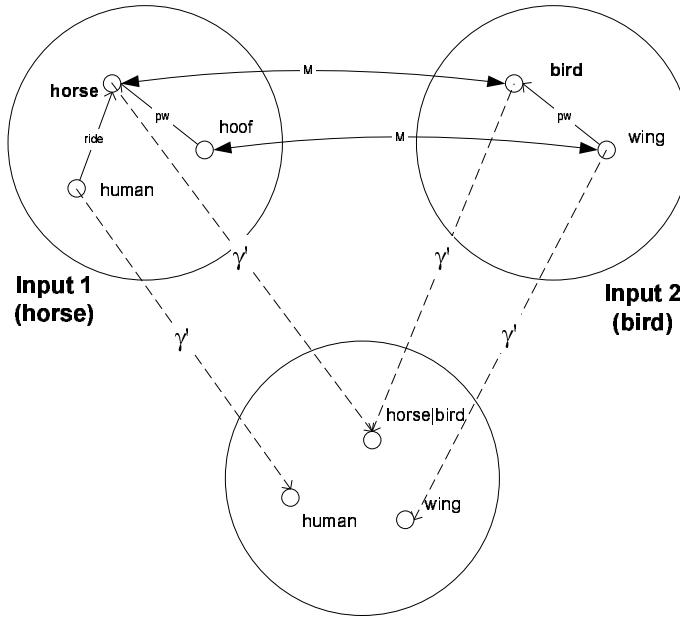 M
horse
bird
pw
hoof
pw
wing
ride
M
human
γ'
γ'
Input 1
(horse)
Input 2
(bird)
γ'
γ'
horse|bird
wing
human